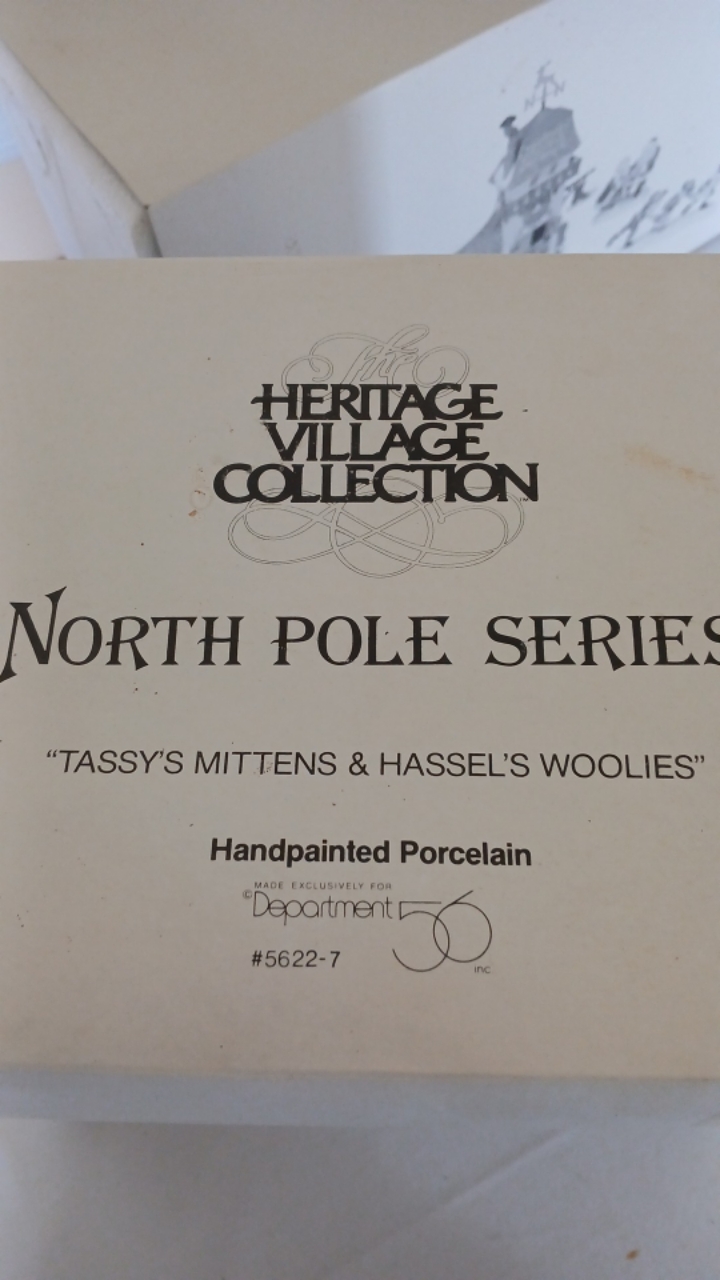 The
HERITAGE
VILLAGE
COLLECTION™
NORTH POLE SERIES
“TASSY'S MITTENS & HASSEL'S WOOLIES”
Handpainted Porcelain
MADE EXCLUSIVELY FOR
©Department 56 inc
#5622-7